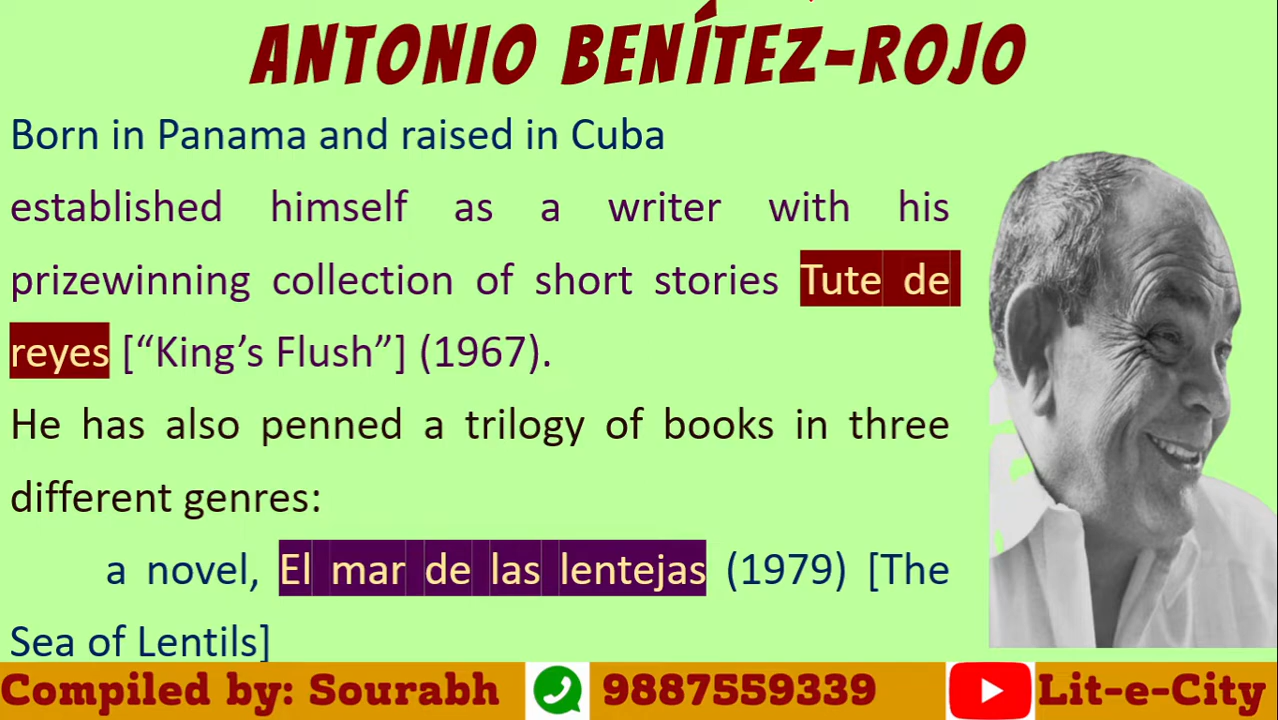 ANTONIO BENÍTEZ-ROJO
Born in Panama and raised in Cuba
established himself as a writer with his
prizewinning collection of short stories Tute de
reyes [“King’s Flush”] (1967).
He has also penned a trilogy of books in three
different genres:
a novel, El mar de las lentejas (1979) [The
Sea of Lentils]
Compiled by: Sourabh 9887559339 Lit-e-City